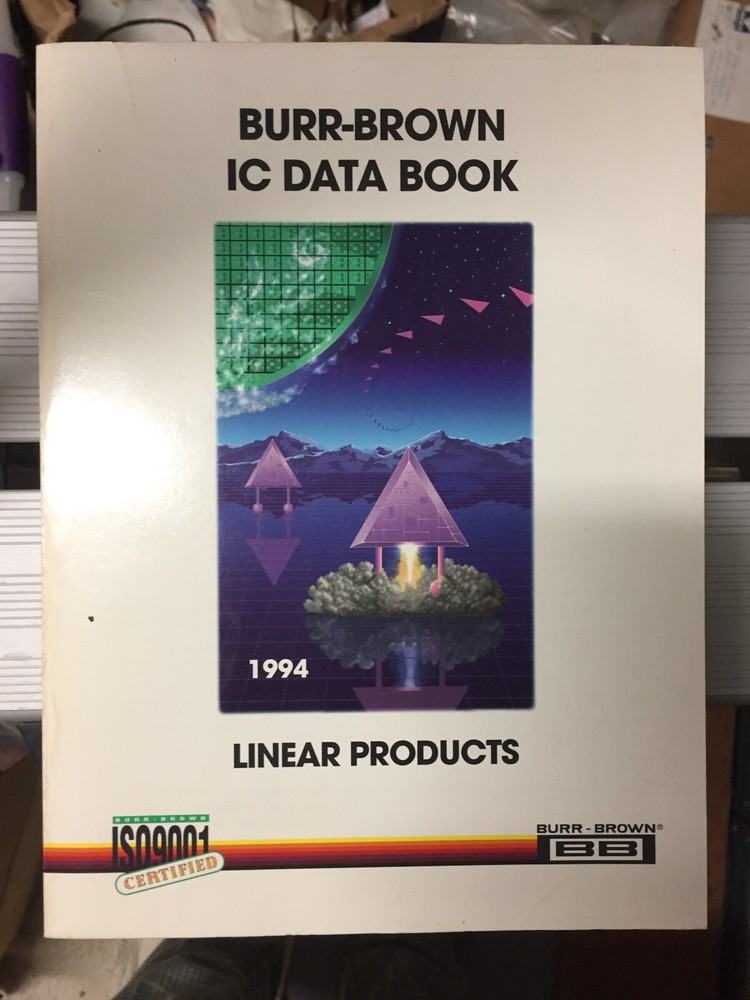 BURR-BROWN
IC DATA BOOK
1994
LINEAR PRODUCTS
BURR-BROWN
ISO9001
CERTIFIED
BURR-BROWN®
BB